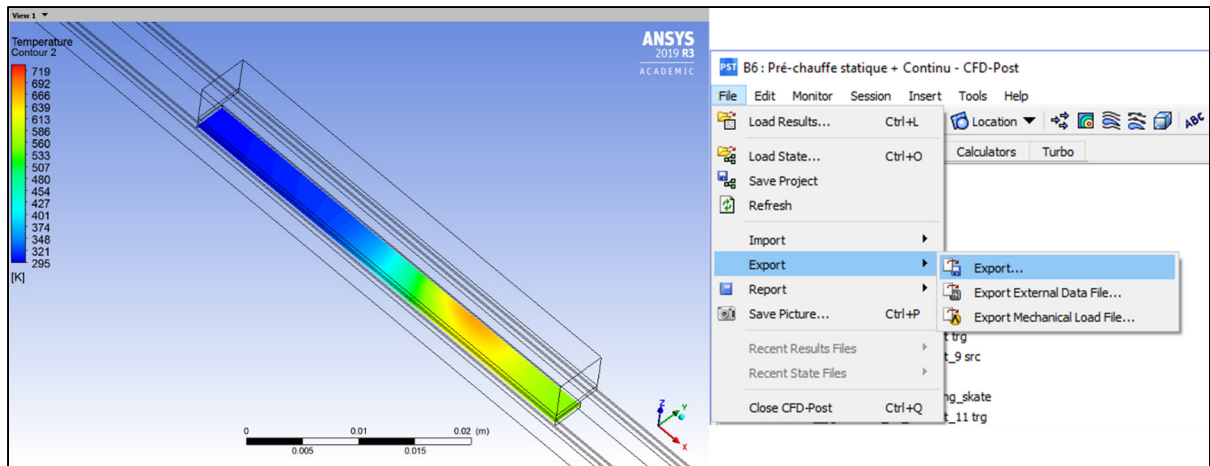 View 1
Temperature
Contour 2
719
692
666
639
613
586
560
533
507
480
454
427
401
374
348
321
295
[K]
ANSYS
2019 R3
ACADEMIC
0 0.01 0.02 (m)
0.005 0.015
Z
Y
X
PST B6 : Pré-chauffe statique + Continu - CFD-Post
File Edit Monitor Session Insert Tools Help
Load Results... Ctrl+L Location ABC
Load State... Ctrl+O Calculators Turbo
Save Project
Refresh
Import
Export Export...
Report Export External Data File...
Save Picture... Ctrl+P Export Mechanical Load File...
t trg
Recent Results Files t_9 src
Recent State Files
ng_skate
Close CFD-Post Ctrl+Q t_11 trg